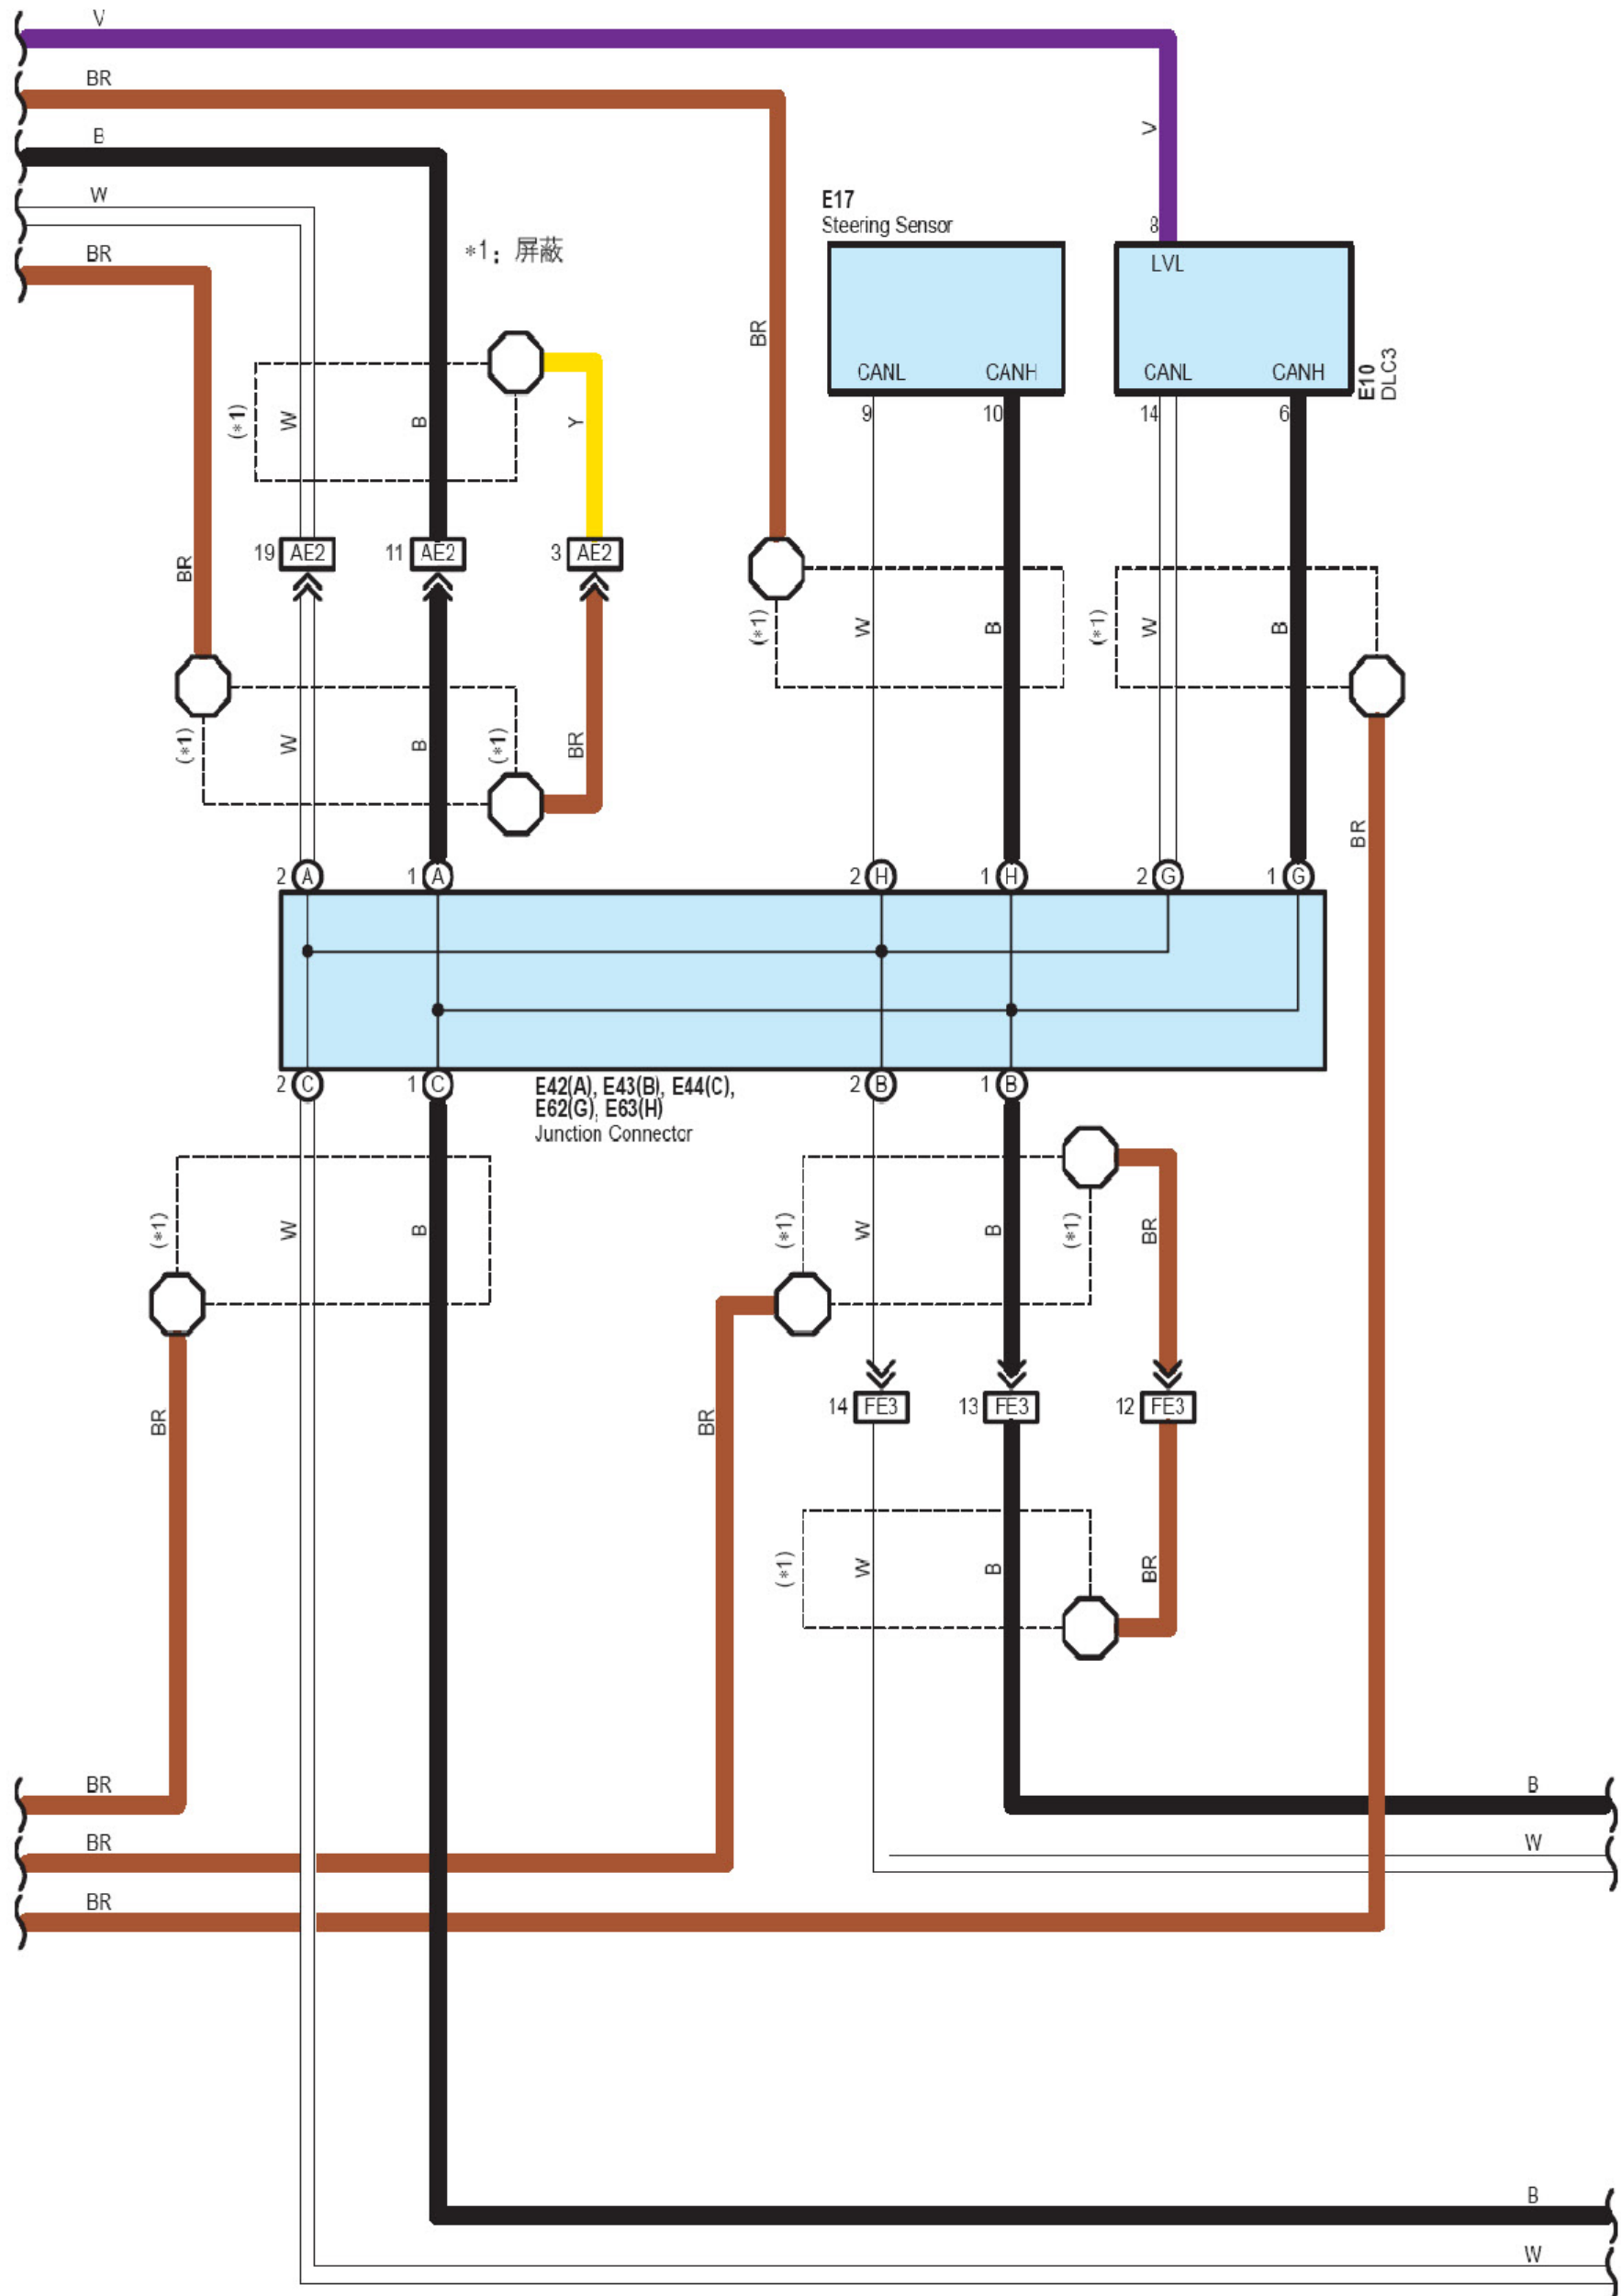 V
BR
B
W
BR
V
E17
Steering Sensor
8
LVL
*1：屏蔽
BR
CANL
CANH
CANL
CANH
E10
DLC3
9
10
14
6
(*1)
W
B
Y
BR
19 AE2
11 AE2
3 AE2
(*1)
W
B
(*1)
W
B
(*1)
W
B
(*1)
BR
BR
2 A
1 A
2 H
1 H
2 G
1 G
2 C
1 C
2 B
1 B
E42(A), E43(B), E44(C),
E62(G), E63(H)
Junction Connector
(*1)
W
B
(*1)
W
B
(*1)
BR
BR
BR
14 FE3
13 FE3
12 FE3
(*1)
W
B
BR
BR
B
BR
W
BR
B
W